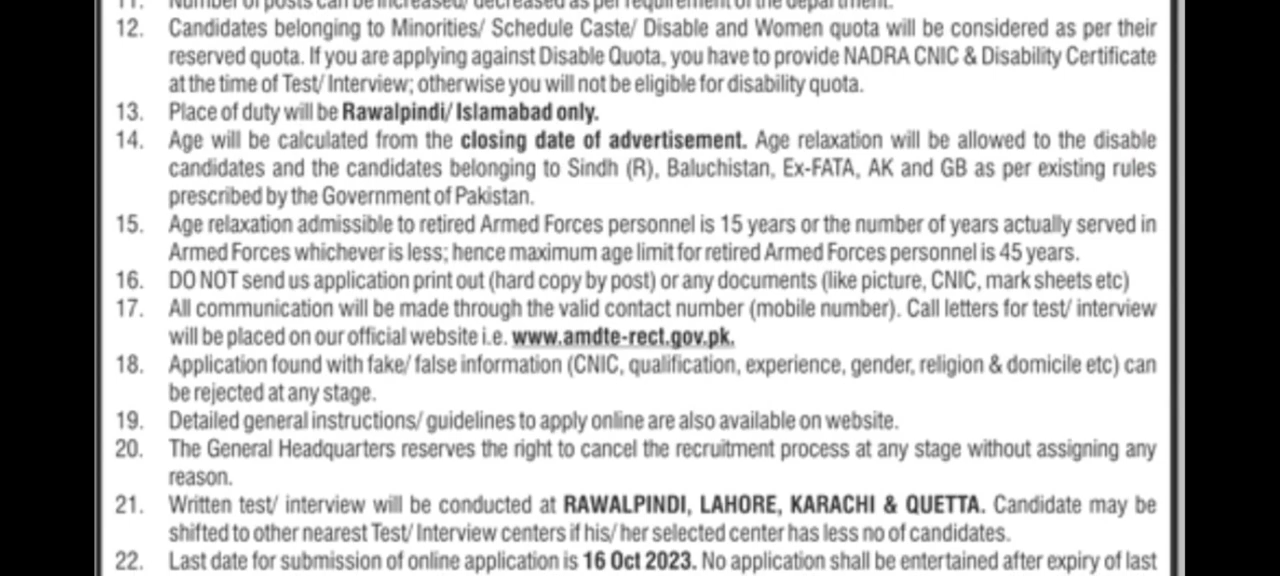 11. Number of posts can be increased/ decreased as per requirement of the department.
12. Candidates belonging to Minorities/ Schedule Caste/ Disable and Women quota will be considered as per their
reserved quota. If you are applying against Disable Quota, you have to provide NADRA CNIC & Disability Certificate
at the time of Test/ Interview; otherwise you will not be eligible for disability quota.
13. Place of duty will be Rawalpindi/ Islamabad only.
14. Age will be calculated from the closing date of advertisement. Age relaxation will be allowed to the disable
candidates and the candidates belonging to Sindh (R), Baluchistan, Ex-FATA, AK and GB as per existing rules
prescribed by the Government of Pakistan.
15. Age relaxation admissible to retired Armed Forces personnel is 15 years or the number of years actually served in
Armed Forces whichever is less; hence maximum age limit for retired Armed Forces personnel is 45 years.
16. DO NOT send us application print out (hard copy by post) or any documents (like picture, CNIC, mark sheets etc)
17. All communication will be made through the valid contact number (mobile number). Call letters for test/ interview
will be placed on our official website i.e. www.amdte-rect.gov.pk.
18. Application found with fake/ false information (CNIC, qualification, experience, gender, religion & domicile etc) can
be rejected at any stage.
19. Detailed general instructions/ guidelines to apply online are also available on website.
20. The General Headquarters reserves the right to cancel the recruitment process at any stage without assigning any
reason.
21. Written test/ interview will be conducted at RAWALPINDI, LAHORE, KARACHI & QUETTA. Candidate may be
shifted to other nearest Test/ Interview centers if his/ her selected center has less no of candidates.
22. Last date for submission of online application is 16 Oct 2023. No application shall be entertained after expiry of last